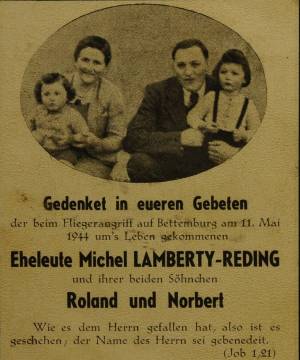 Gedenket in eueren Gebeten
der beim Fliegerangriff auf Bettemburg am 11. Mai
1944 um's Leben gekommenen
Eheleute Michel LAMBERTY-REDING
und ihrer beiden Söhnchen
Roland und Norbert
Wie es dem Herrn gefallen hat, also ist es
geschehen; der Name des Herrn sei gebenedeit.
(Job 1,21)